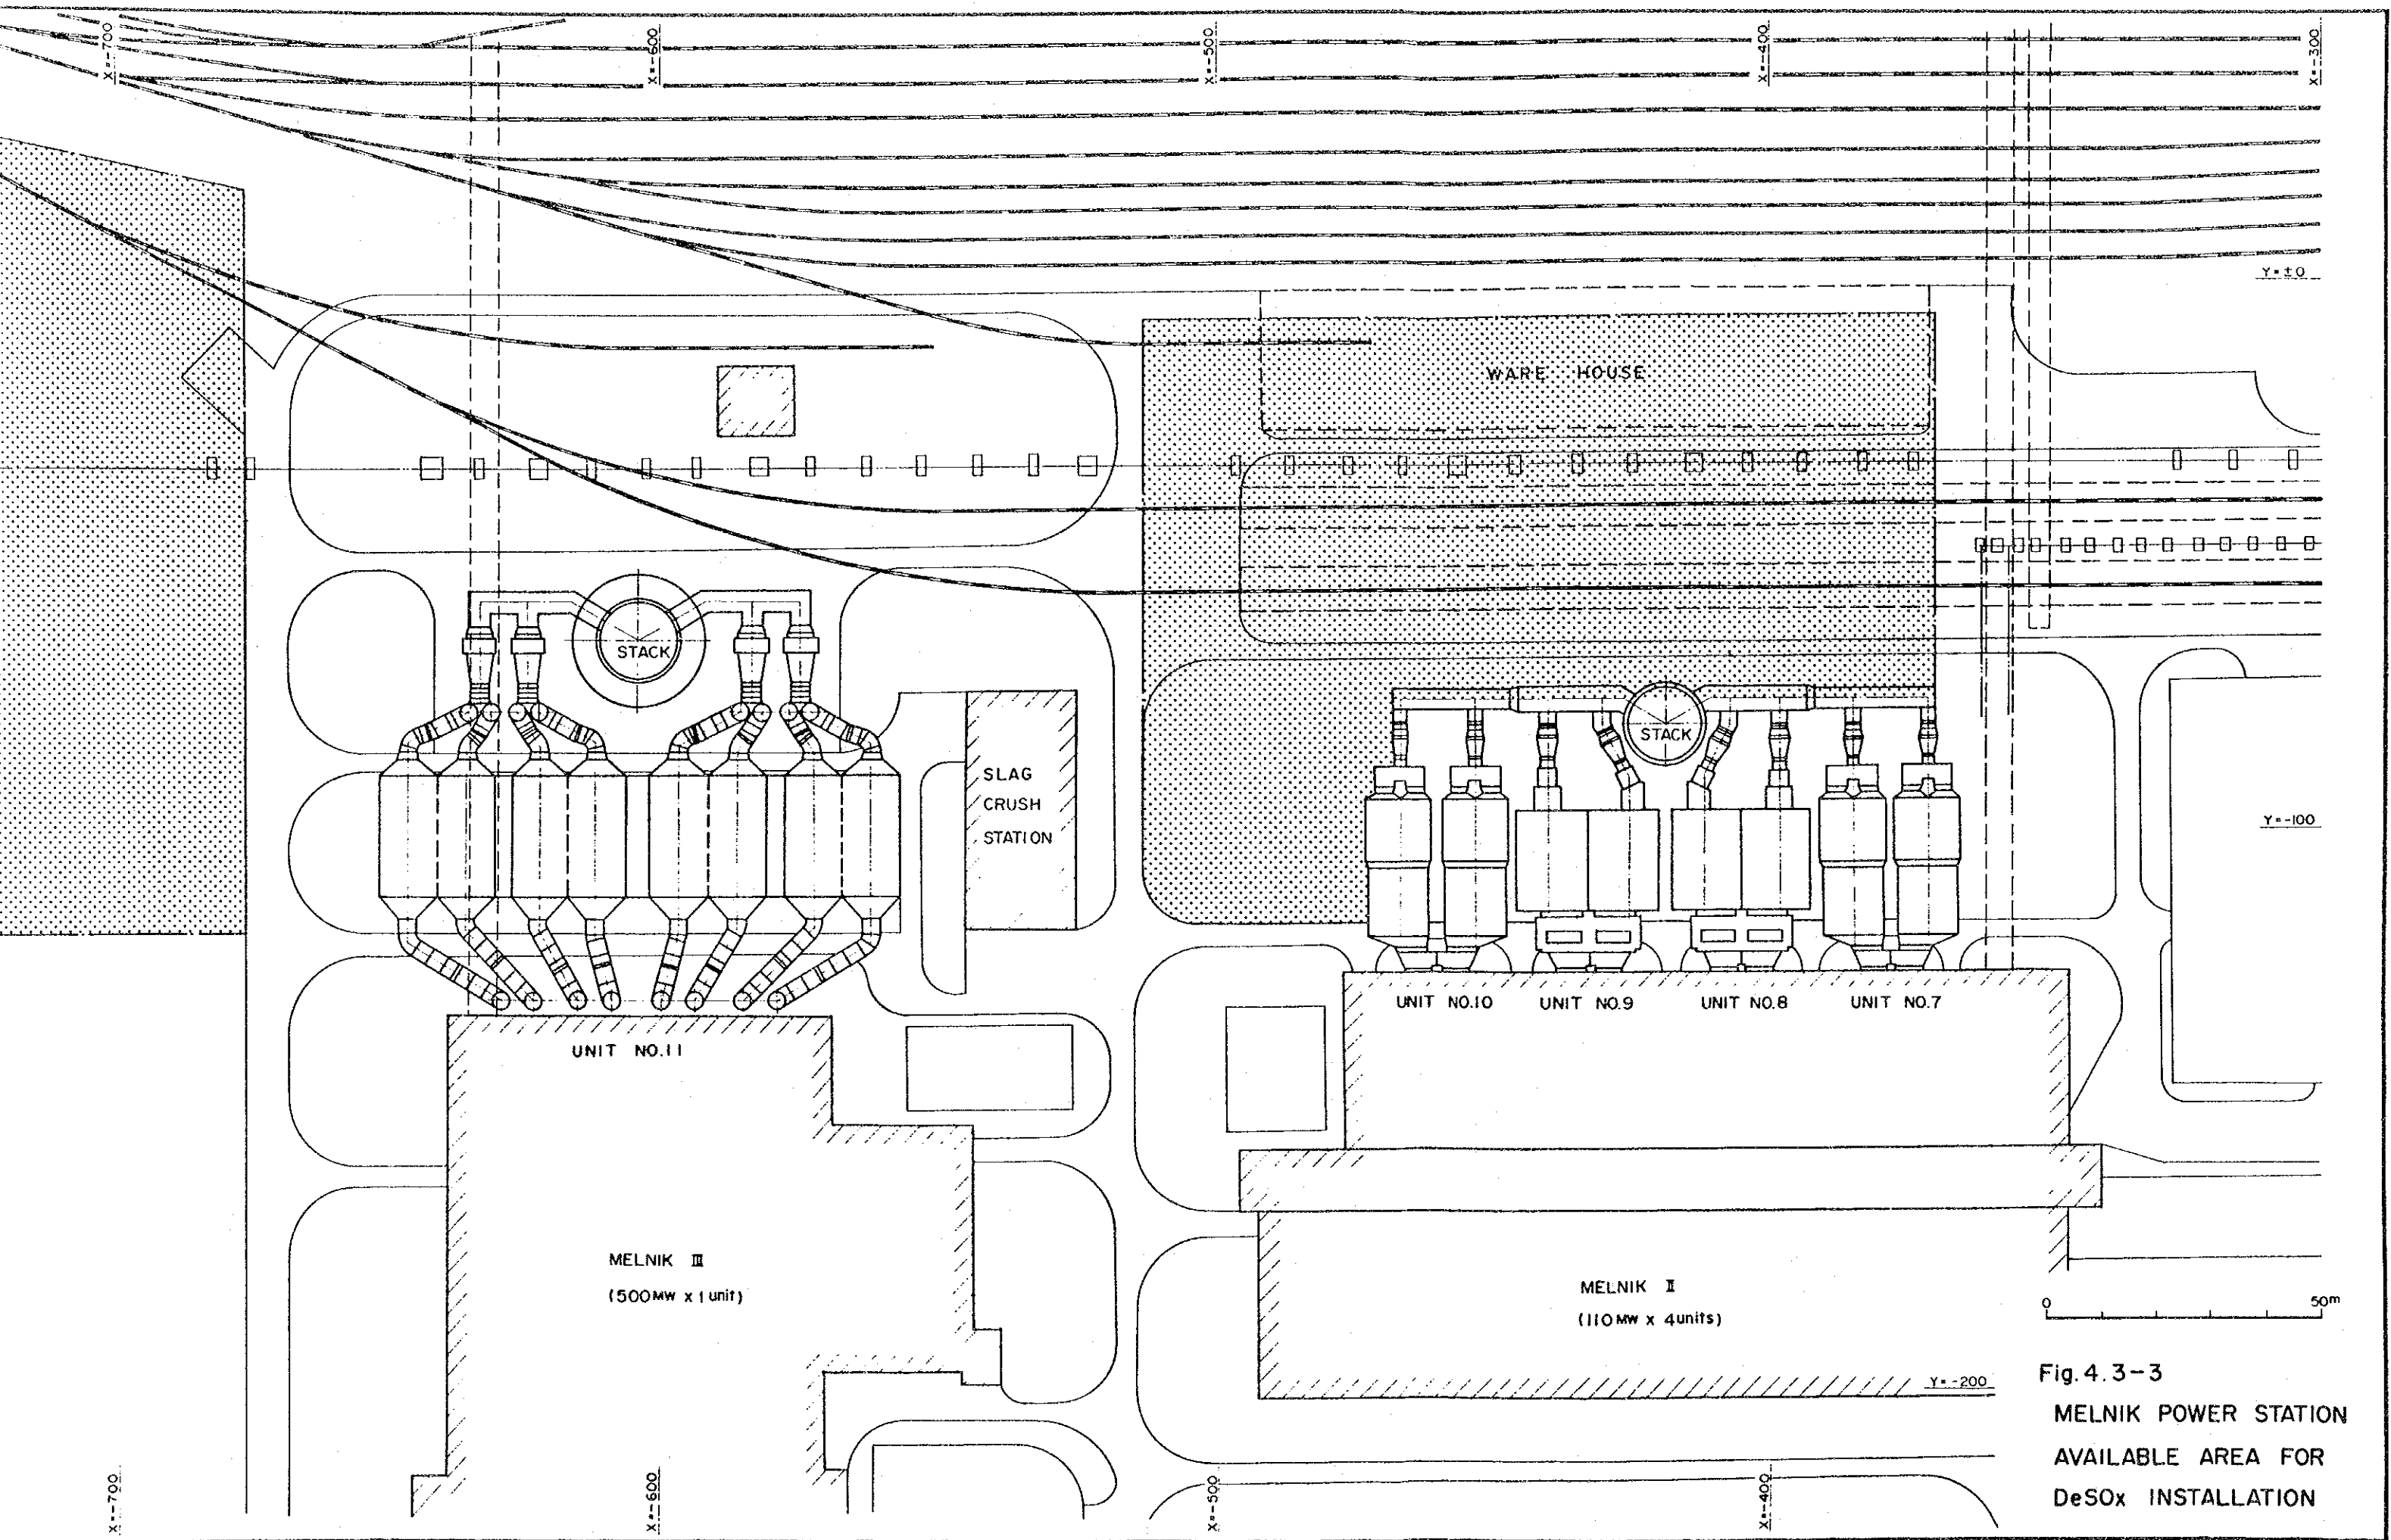 X=-700
X=-600
X=-500
X=-400
X=-300
Y=±0
WARE HOUSE
STACK
STACK
SLAG
CRUSH
STATION
Y=-100
UNIT NO.10
UNIT NO.9
UNIT NO.8
UNIT NO.7
UNIT NO.11
MELNIK III
(500MW x 1 unit)
MELNIK II
(110MW x 4units)
0
50m
Y=-200
Fig.4.3-3
MELNIK POWER STATION
AVAILABLE AREA FOR
DeSOx INSTALLATION
X=-700
X=-600
X=-500
X=-400